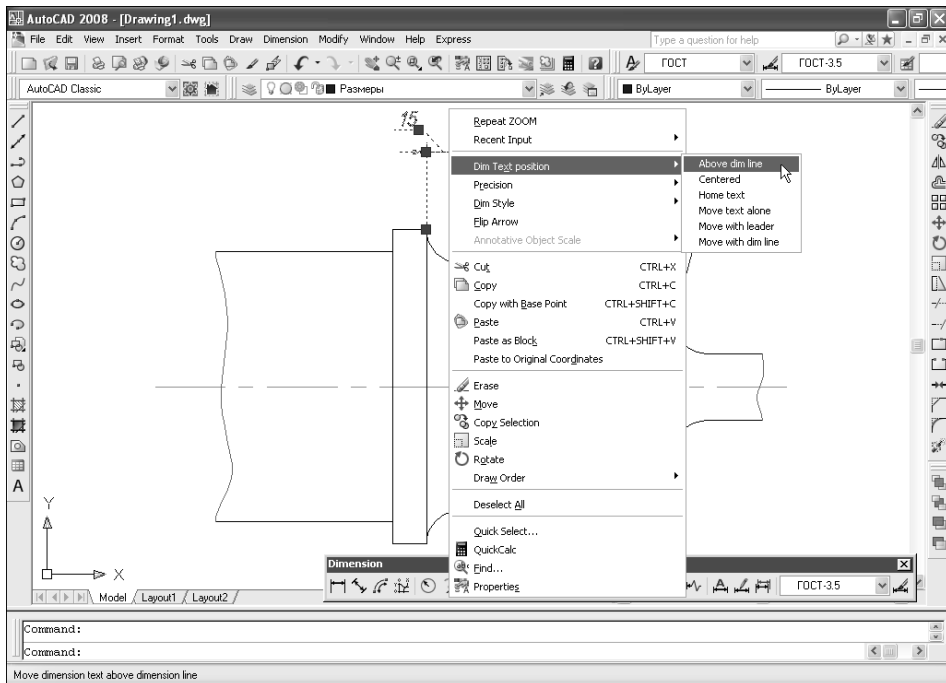 AutoCAD 2008 - [Drawing1.dwg]
File Edit View Insert Format Tools Draw Dimension Modify Window Help Express
Type a question for help
ГОСТ
ГОСТ-3.5
AutoCAD Classic
Размеры
ByLayer
ByLayer
15
Repeat ZOOM
Recent Input
Dim Text position
Above dim line
Centered
Precision
Home text
Dim Style
Move text alone
Flip Arrow
Move with leader
Annotative Object Scale
Move with dim line
Cut CTRL+X
Copy CTRL+C
Copy with Base Point CTRL+SHIFT+C
Paste CTRL+V
Paste as Block CTRL+SHIFT+V
Paste to Original Coordinates
Erase
Move
Copy Selection
Scale
Rotate
Draw Order
Deselect All
Quick Select...
QuickCalc
Find...
Properties
A
Y
X
Dimension
ГОСТ-3.5
Model Layout1 Layout2
Command:
Command:
Move dimension text above dimension line